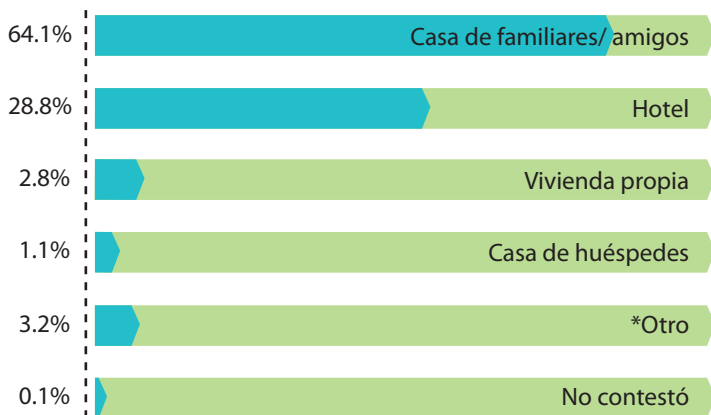 64.1% Casa de familiares/ amigos
28.8% Hotel
2.8% Vivienda propia
1.1% Casa de huéspedes
3.2% *Otro
0.1% No contestó